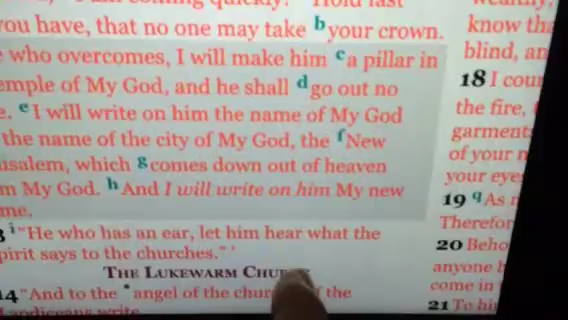 you have, that no one may take b your crown.
who overcomes, I will make him c a pillar in
emple of My God, and he shall d go out no
e. e I will write on him the name of My God
the name of the city of My God, the f New
usalem, which g comes down out of heaven
m My God. h And I will write on him My new
me.
3 i "He who has an ear, let him hear what the
pirit says to the churches." '
THE LUKEWARM CHU
14 "And to the * angel of the chur the
know tha
blind, an
18 I cou
the fire,
garment
of your n
your eye
19 q As n
Therefor
20 Beho
anyone h
come in
21 To hi